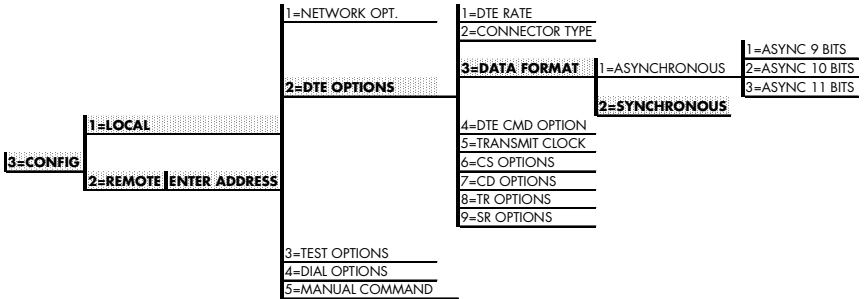 3=CONFIG
1=LOCAL
2=REMOTE ENTER ADDRESS
1=NETWORK OPT.
2=DTE OPTIONS
3=TEST OPTIONS
4=DIAL OPTIONS
5=MANUAL COMMAND
1=DTE RATE
2=CONNECTOR TYPE
3=DATA FORMAT
4=DTE CMD OPTION
5=TRANSMIT CLOCK
6=CS OPTIONS
7=CD OPTIONS
8=TR OPTIONS
9=SR OPTIONS
1=ASYNCHRONOUS
2=SYNCHRONOUS
1=ASYNC 9 BITS
2=ASYNC 10 BITS
3=ASYNC 11 BITS